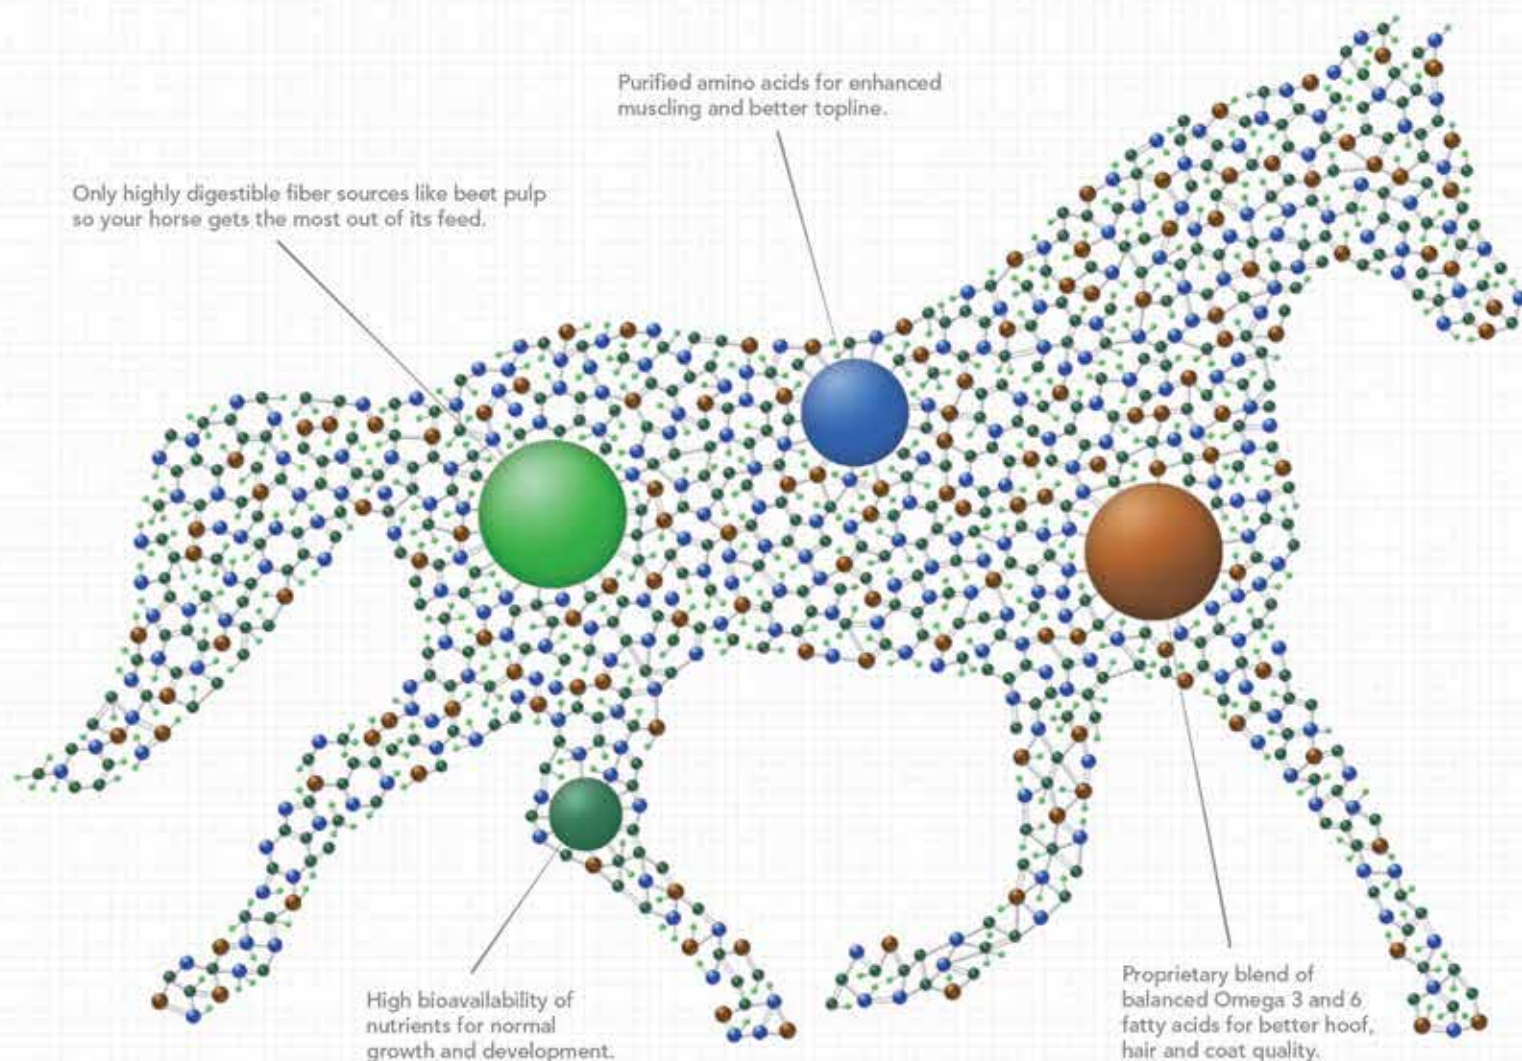 Purified amino acids for enhanced
muscling and better topline.
Only highly digestible fiber sources like beet pulp
so your horse gets the most out of its feed.
High bioavailability of
nutrients for normal
growth and development.
Proprietary blend of
balanced Omega 3 and 6
fatty acids for better hoof,
hair and coat quality.